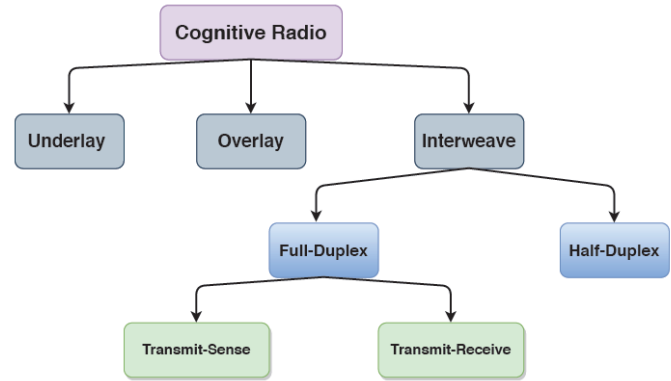 Cognitive Radio
Underlay
Overlay
Interweave
Full-Duplex
Half-Duplex
Transmit-Sense
Transmit-Receive